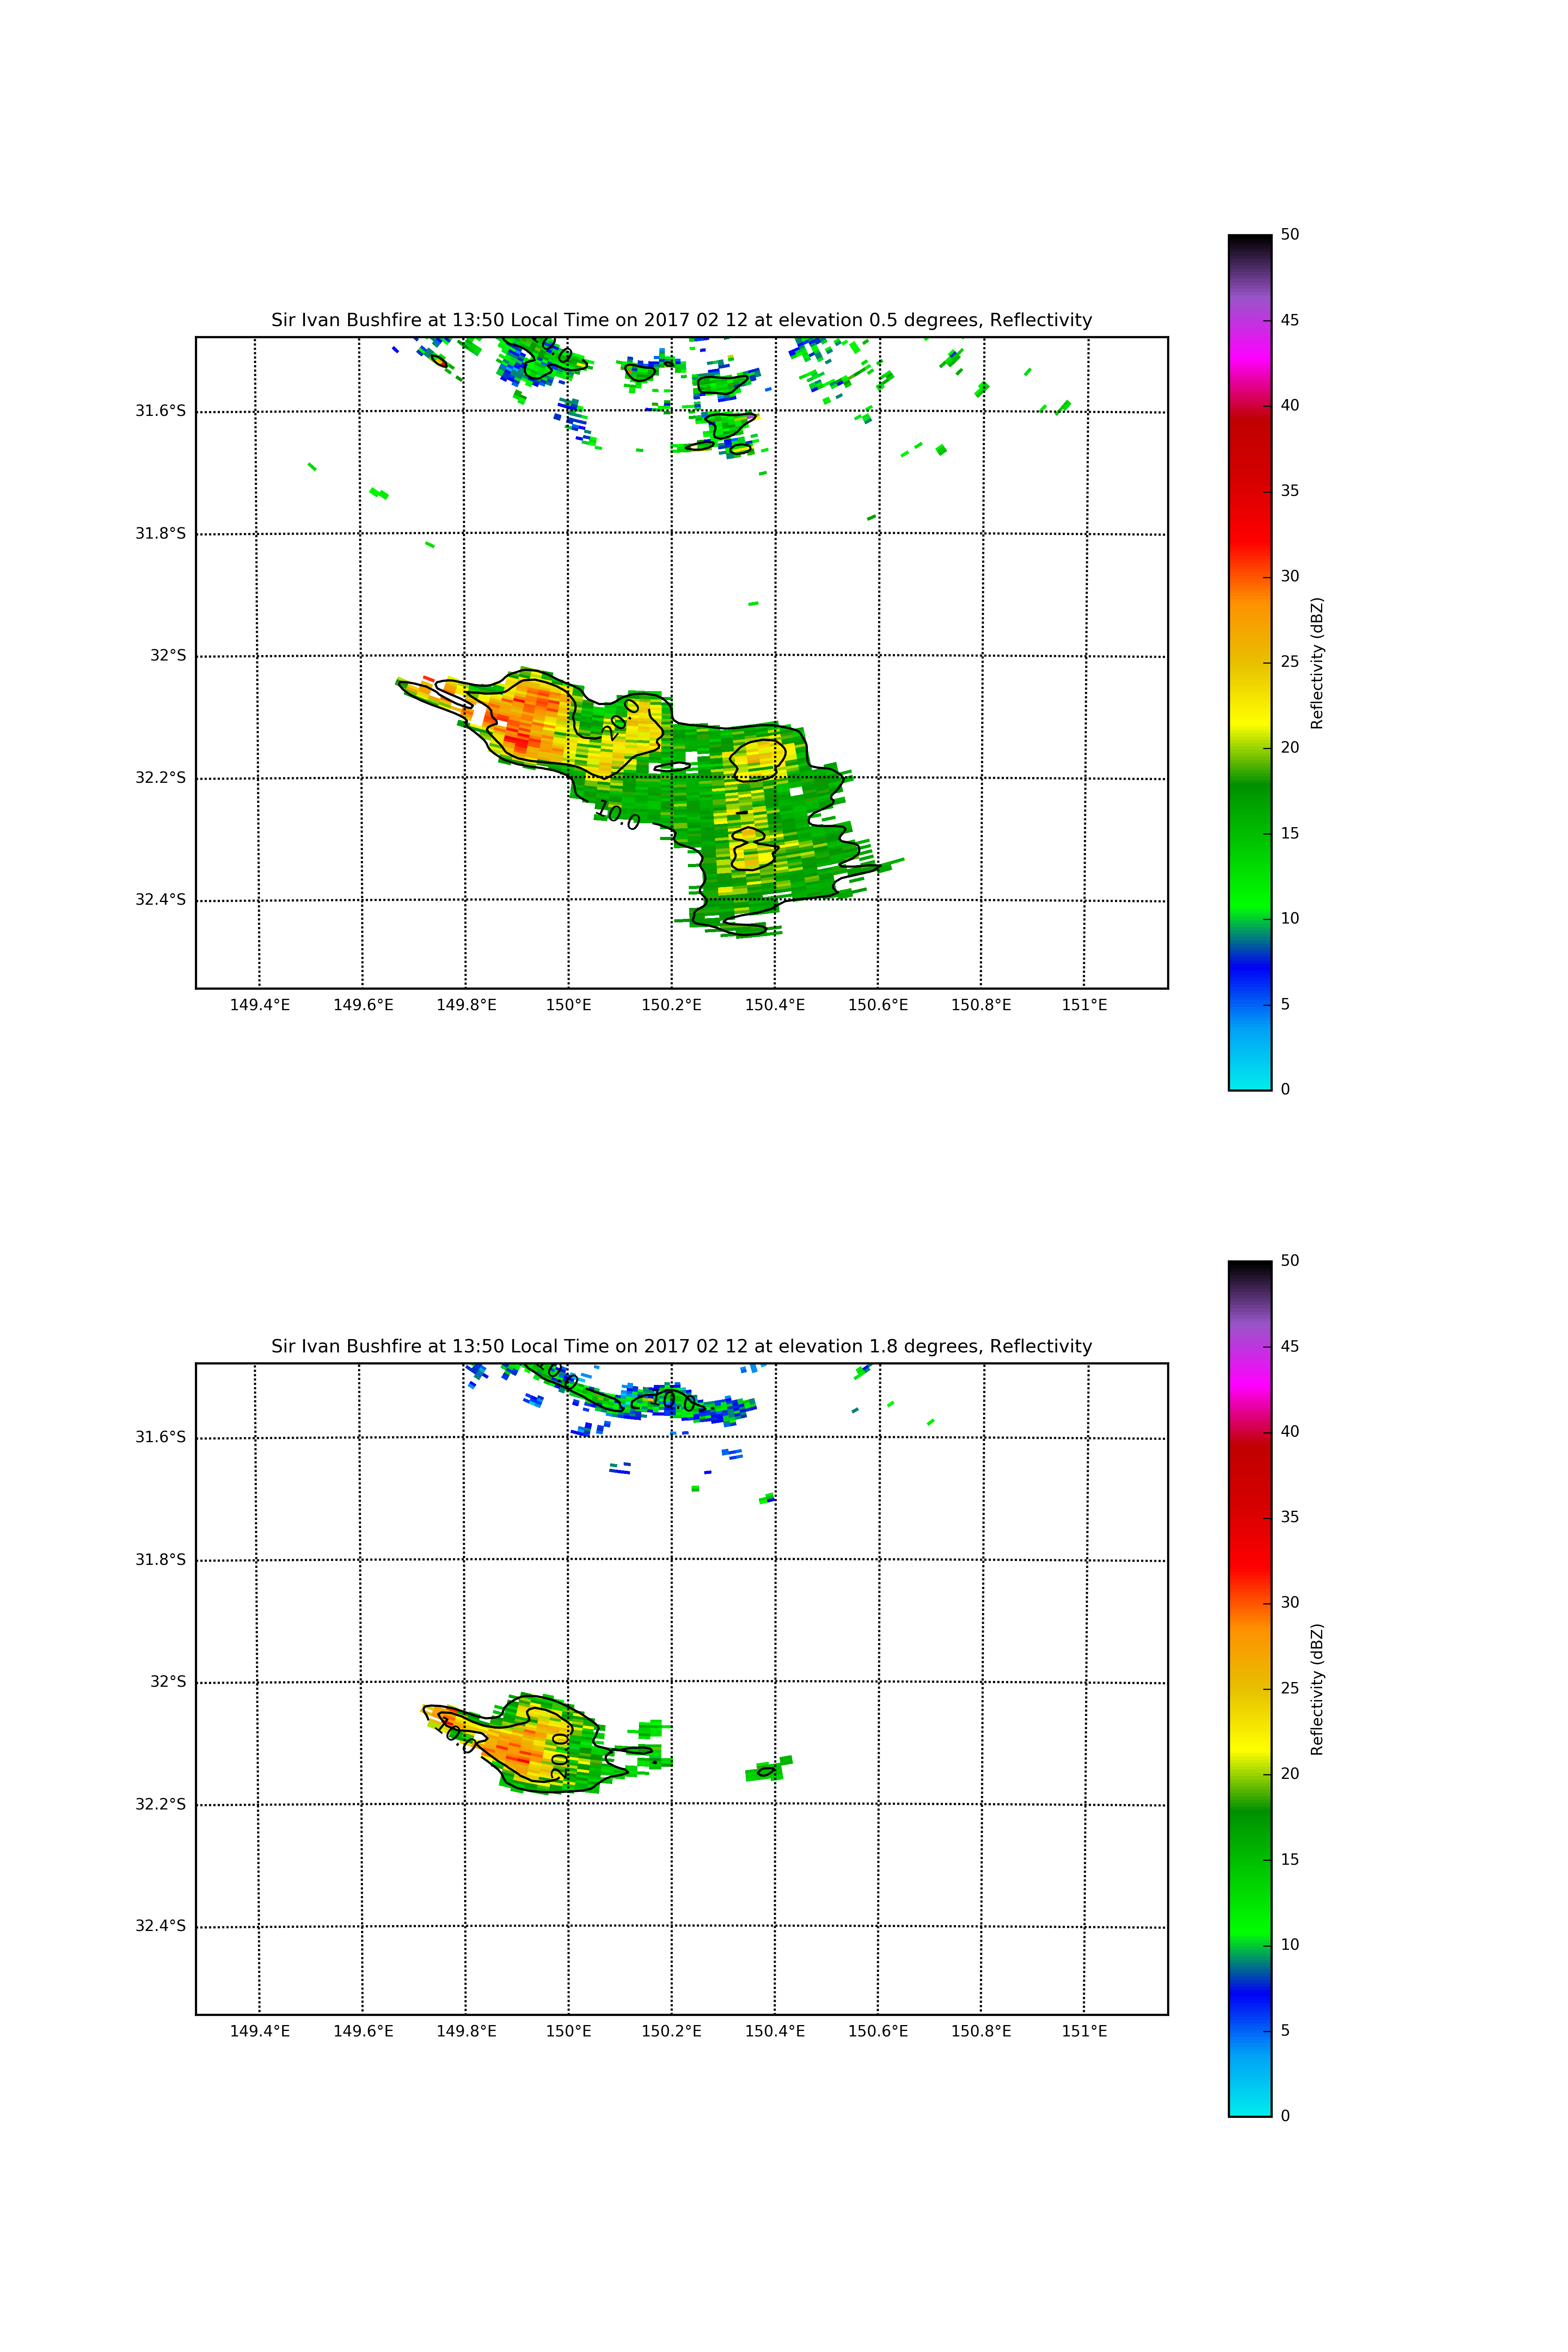 Sir Ivan Bushfire at 13:50 Local Time on 2017 02 12 at elevation 0.5 degrees, Reflectivity
50
45
40
35
30
25
20
15
10
5
0
Reflectivity (dBZ)
31.6°S
31.8°S
32°S
32.2°S
32.4°S
20.0
10.0
149.4°E 149.6°E 149.8°E 150°E 150.2°E 150.4°E 150.6°E 150.8°E 151°E
Sir Ivan Bushfire at 13:50 Local Time on 2017 02 12 at elevation 1.8 degrees, Reflectivity
50
45
40
35
30
25
20
15
10
5
0
Reflectivity (dBZ)
10.0
31.6°S
31.8°S
32°S
32.2°S
32.4°S
10.0
20.0
149.4°E 149.6°E 149.8°E 150°E 150.2°E 150.4°E 150.6°E 150.8°E 151°E